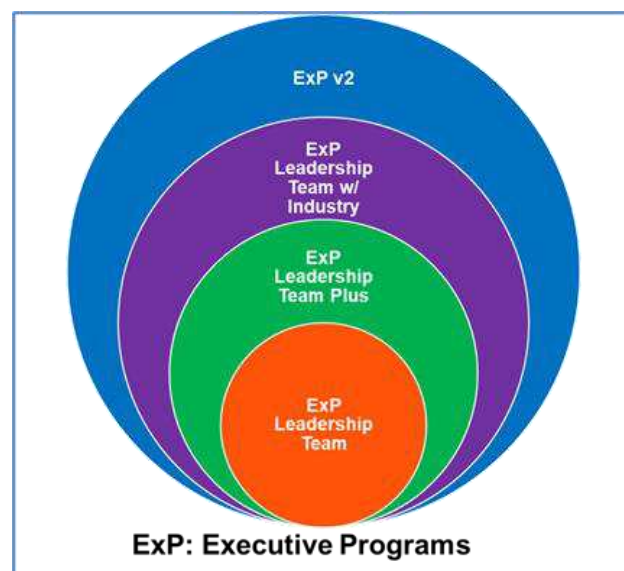 ExP v2
ExP
Leadership
Team w/
Industry
ExP
Leadership
Team Plus
ExP
Leadership
Team
ExP: Executive Programs